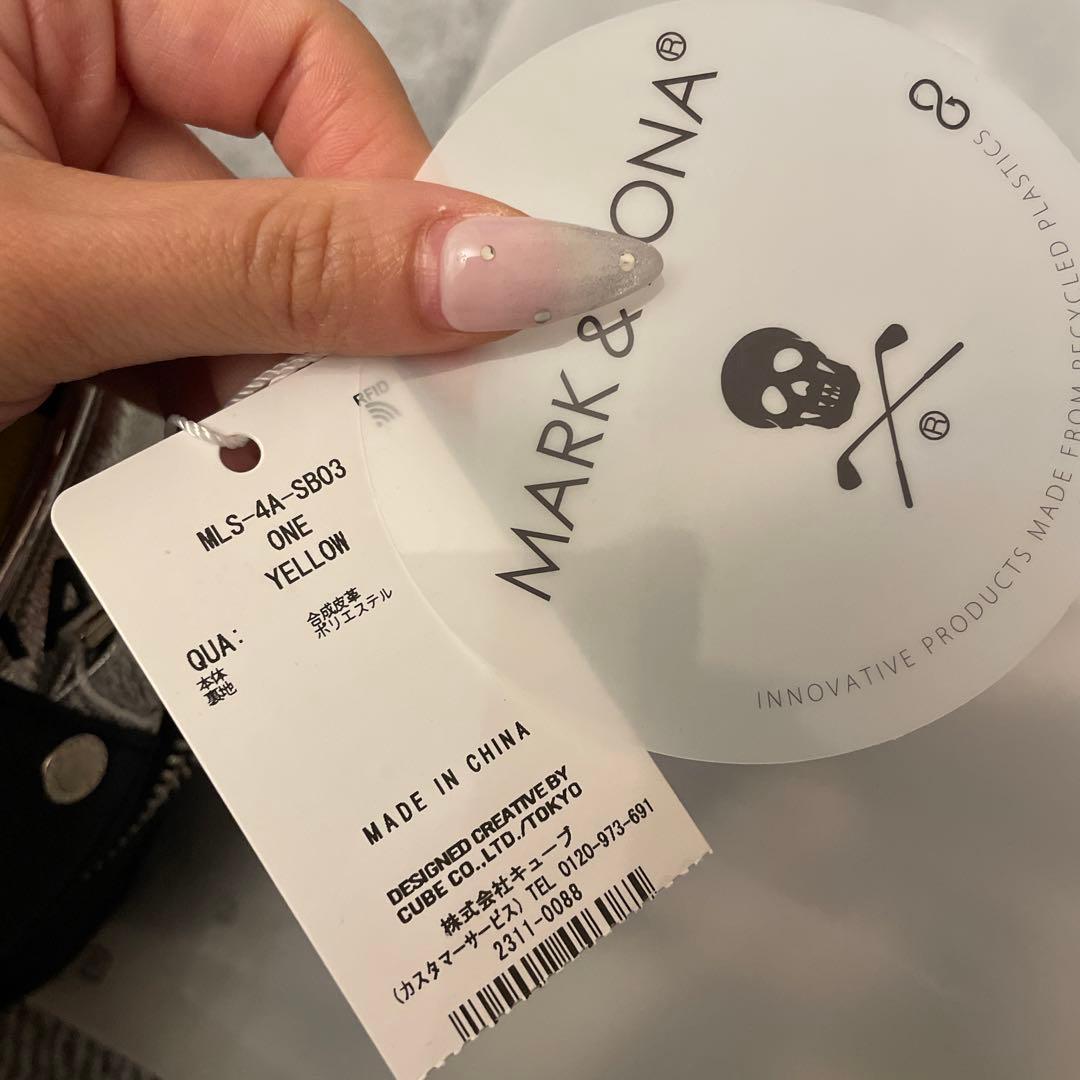 MARK & LONA®
®
INNOVATIVE PRODUCTS MADE FROM RECYCLED PLASTICS
RFID
MLS-4A-SB03
ONE
YELLOW
QUA:
本体 合成皮革
裏地 ポリエステル
MADE IN CHINA
DESIGNED CREATIVE BY
CUBE CO.,LTD./TOKYO
株式会社キューブ
(カスタマーサービス) TEL 0120-973-691
2311-0088